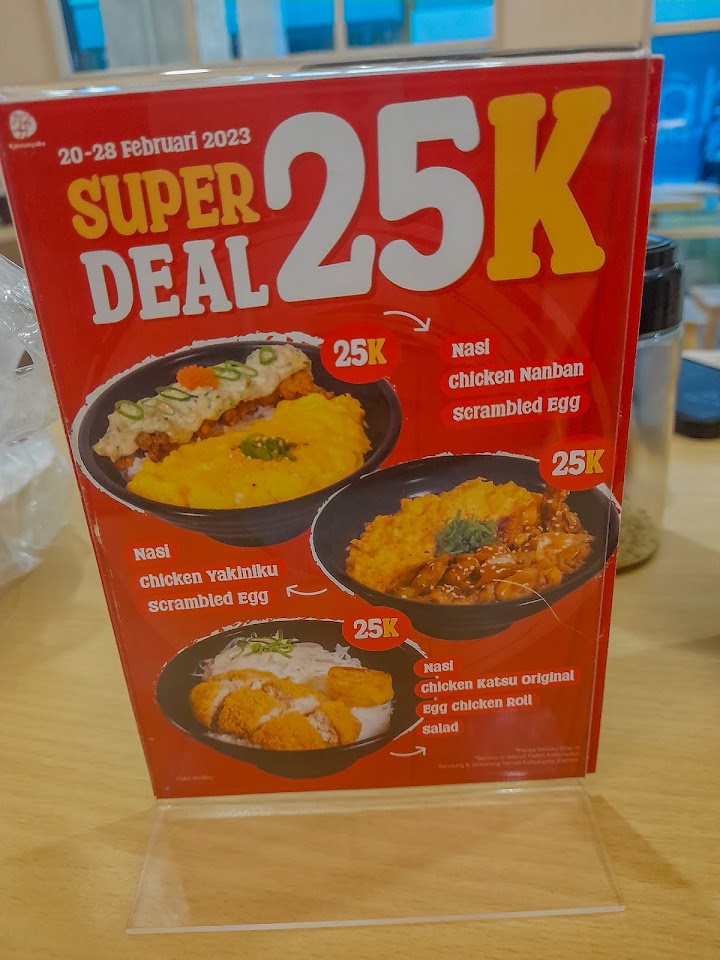 20-28 Februari 2023
SUPER
DEAL
25K
25K
Nasi
Chicken Nanban
Scrambled Egg
25K
Nasi
Chicken Yakiniku
Scrambled Egg
25K
Nasi
Chicken Katsu Original
Egg Chicken Roll
Salad